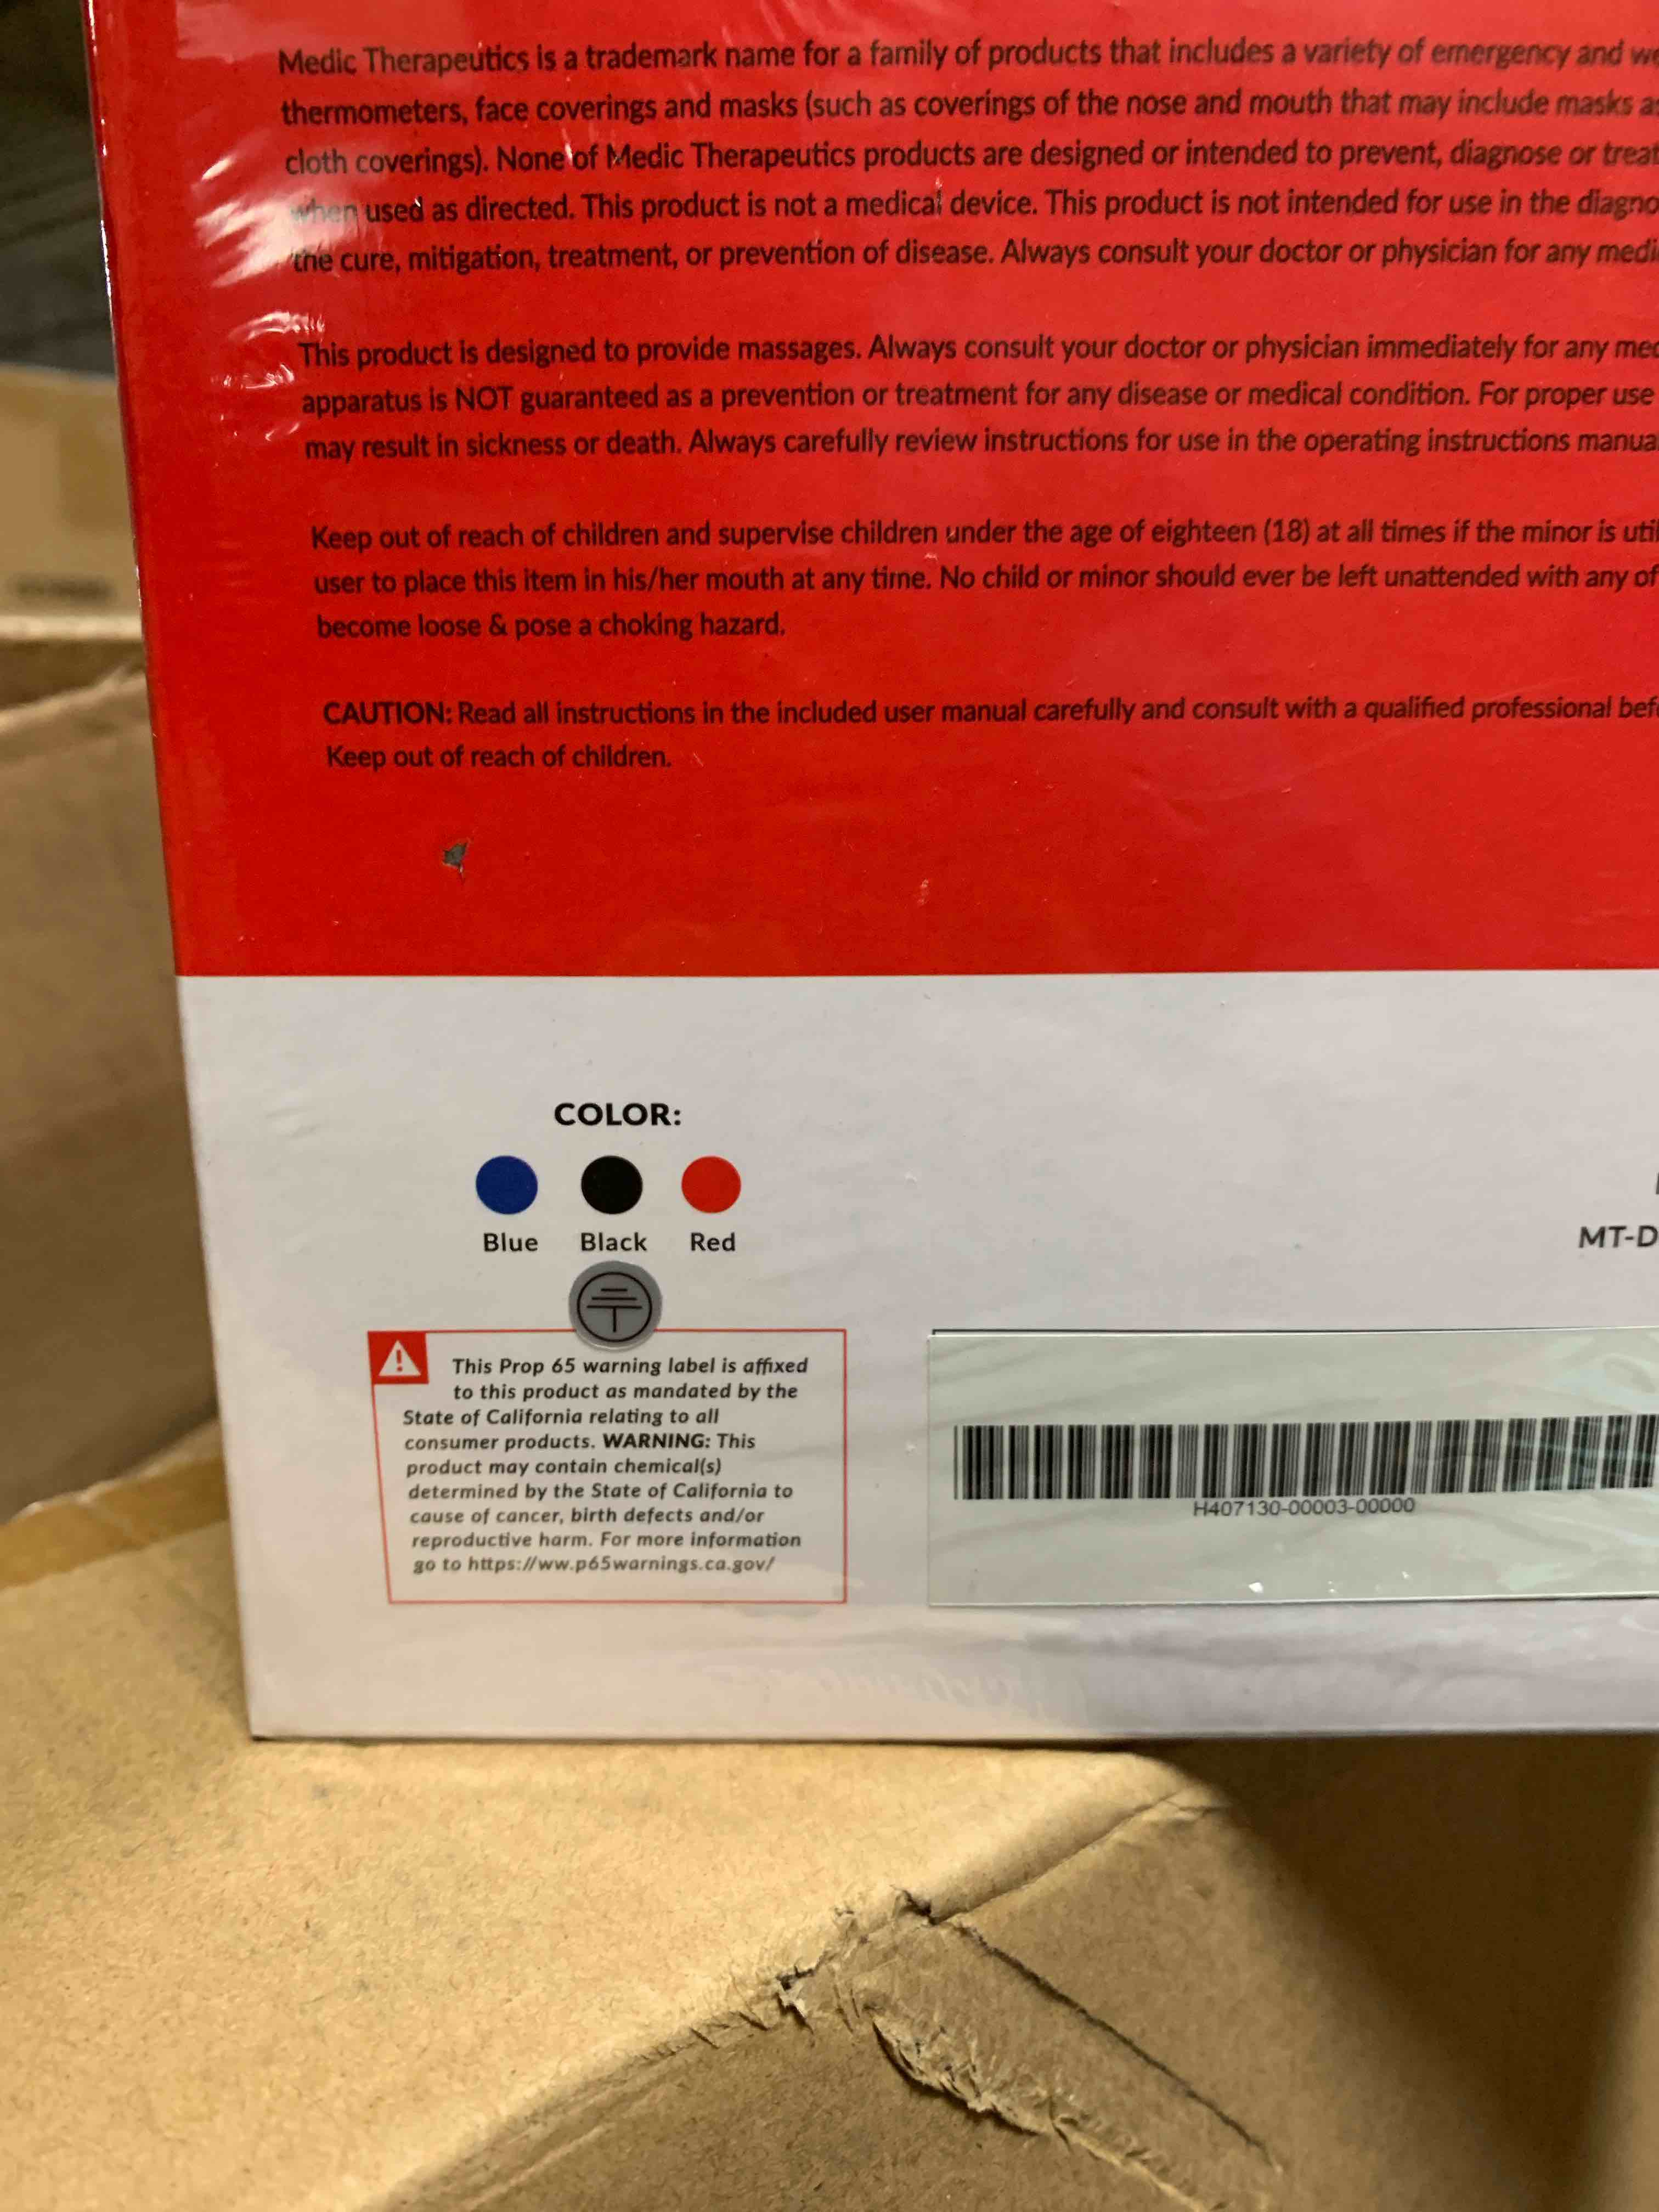 Medic Therapeutics is a trademark name for a family of products that includes a variety of emergency and
thermometers, face coverings and masks (such as coverings of the nose and mouth that may include masks
cloth coverings). None of Medic Therapeutics products are designed or intended to prevent, diagnose or treat
when used as directed. This product is not a medical device. This product is not intended for use in the
the cure, mitigation, treatment, or prevention of disease. Always consult your doctor or physician for any
This product is designed to provide massages. Always consult your doctor or physician immediately for any
apparatus is NOT guaranteed as a prevention or treatment for any disease or medical condition. For proper use
may result in sickness or death. Always carefully review instructions for use in the operating instructions
Keep out of reach of children and supervise children under the age of eighteen (18) at all times if the minor is
user to place this item in his/her mouth at any time. No child or minor should ever be left unattended with any of
become loose & pose a choking hazard.
CAUTION: Read all instructions in the included user manual carefully and consult with a qualified professional
Keep out of reach of children.
COLOR:
Blue Black Red
MT-D
This Prop 65 warning label is affixed
to this product as mandated by the
State of California relating to all
consumer products. WARNING: This
product may contain chemical(s)
determined by the State of California to
cause of cancer, birth defects and/or
reproductive harm. For more information
go to https://ww.p65warnings.ca.gov/
H407130-00003-00000